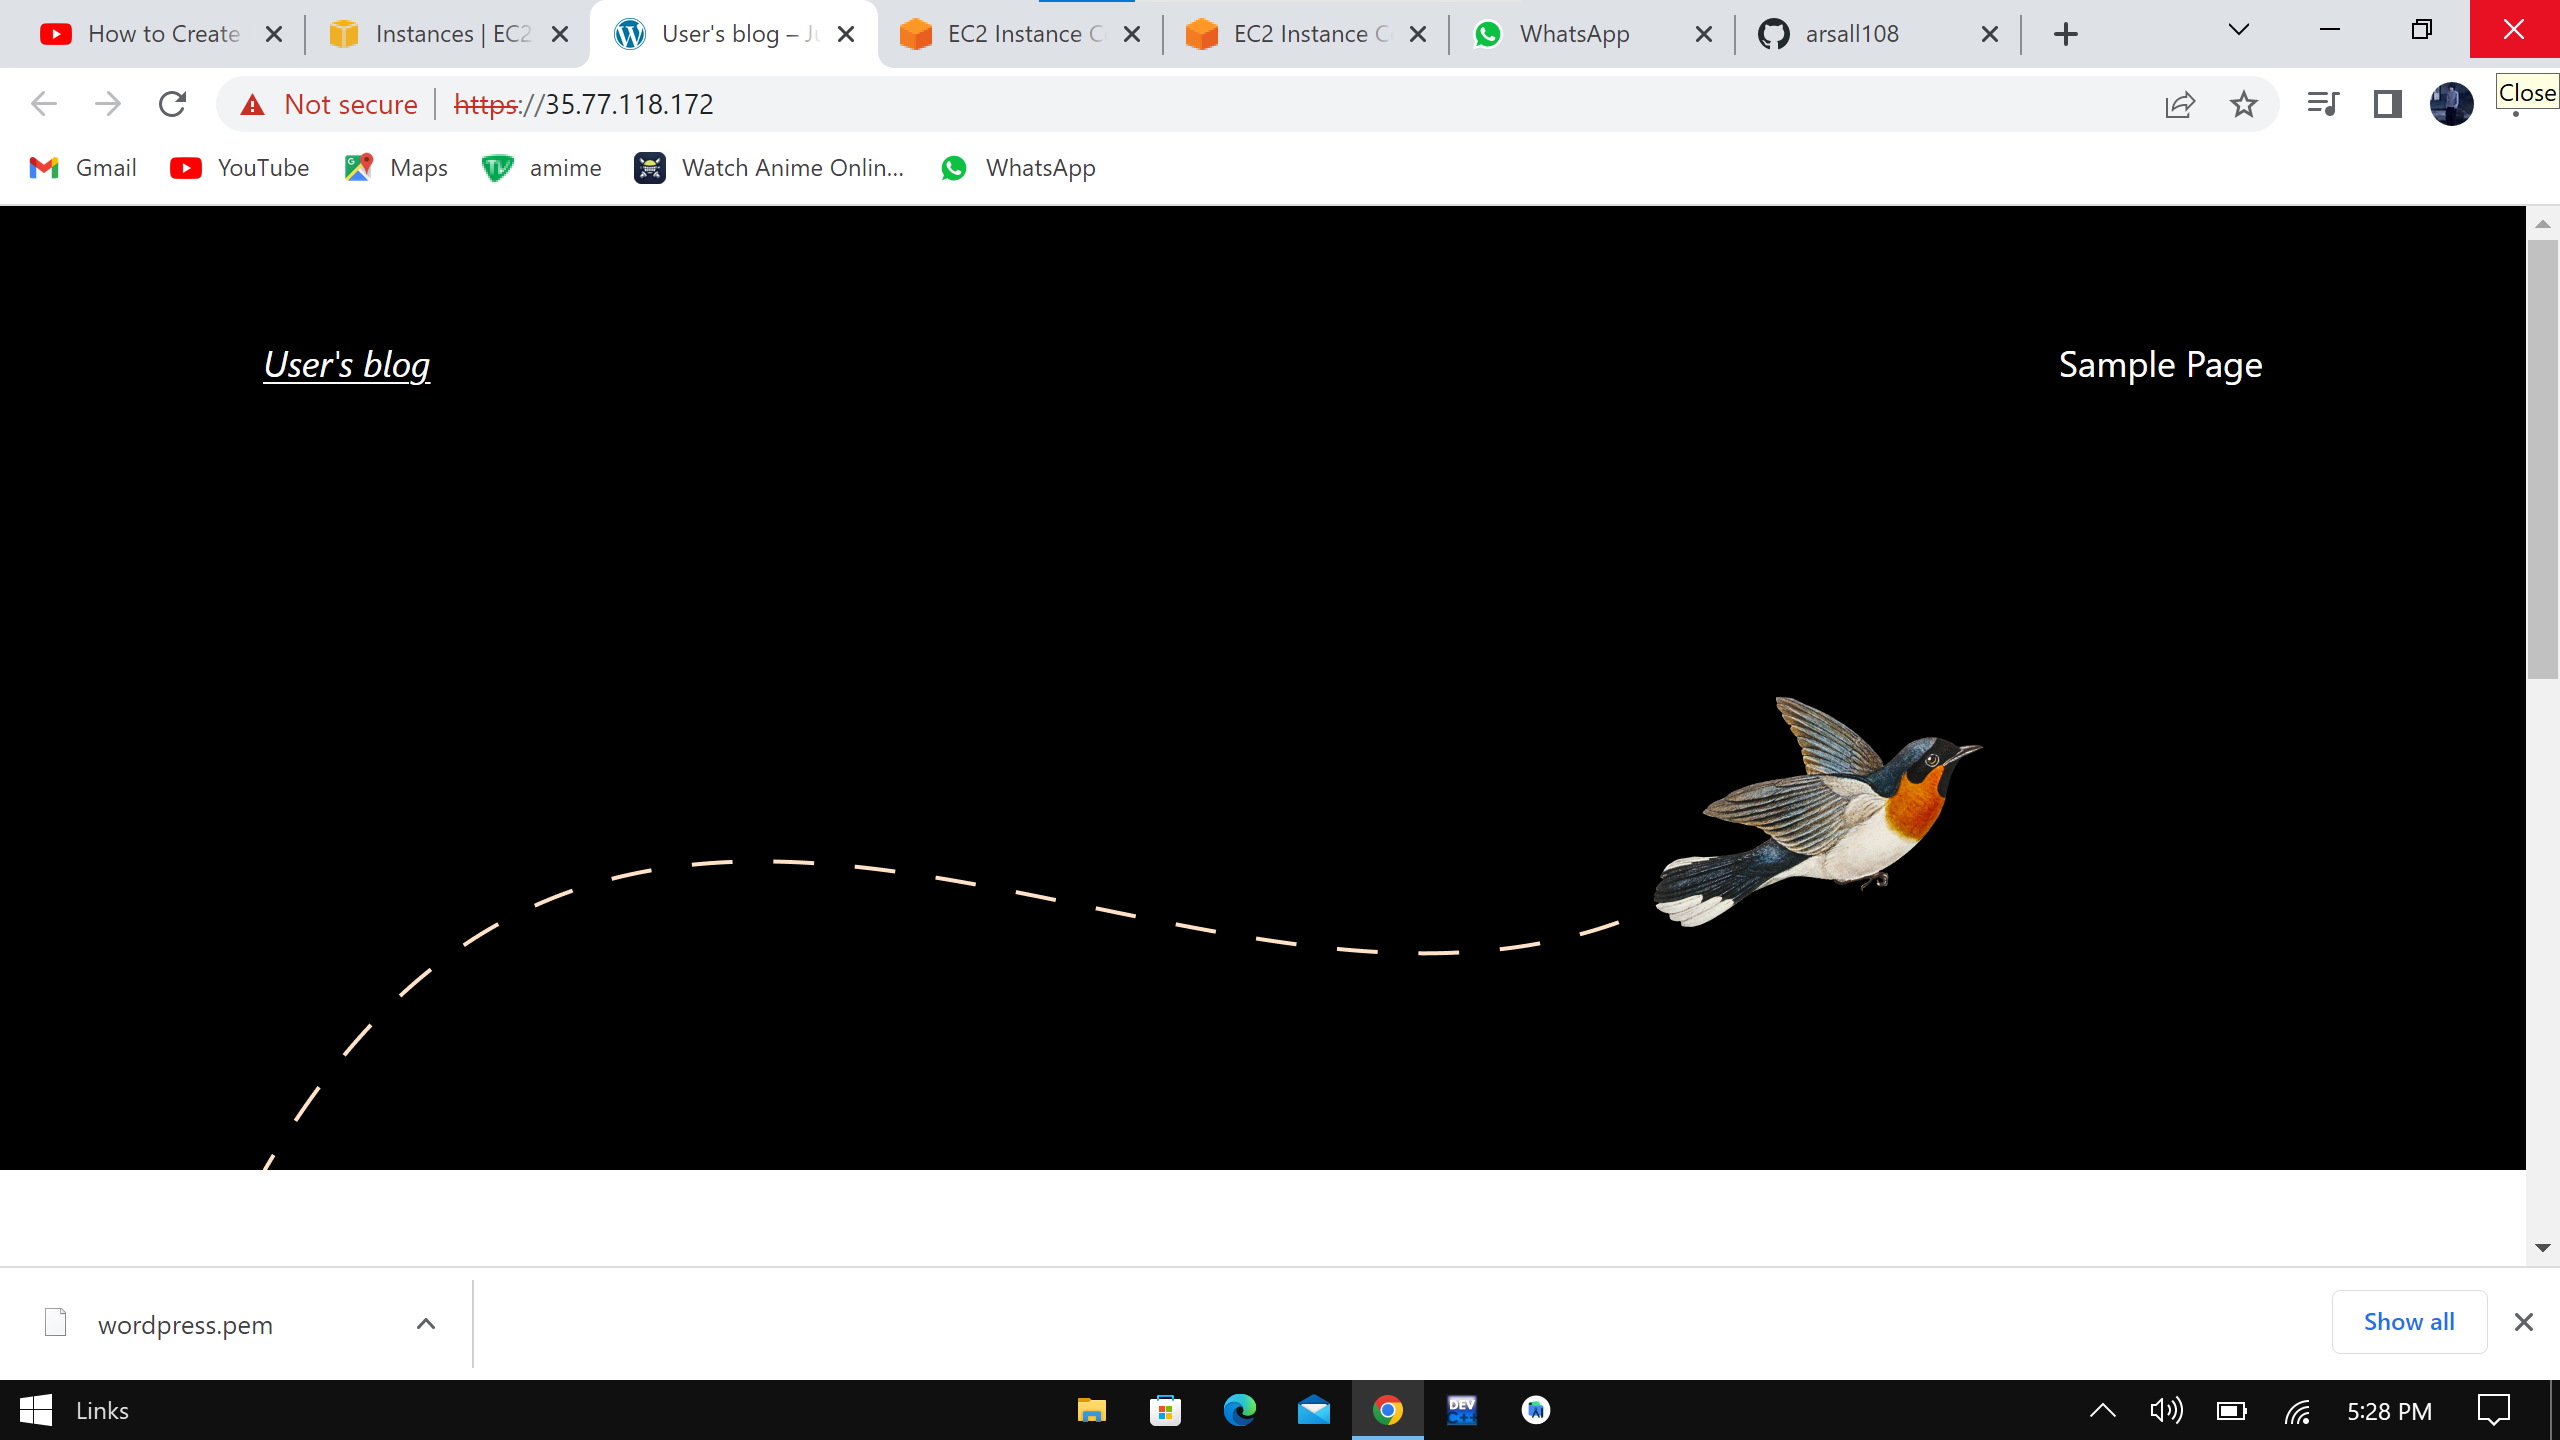 How to Create
Instances | EC2
User's blog – Ju
EC2 Instance C
EC2 Instance C
WhatsApp
arsall108
Not secure
https://35.77.118.172
Close
Gmail
YouTube
Maps
amime
Watch Anime Onlin...
WhatsApp
User's blog
Sample Page
wordpress.pem
Show all
Links
DEV
C++
AI
5:28 PM